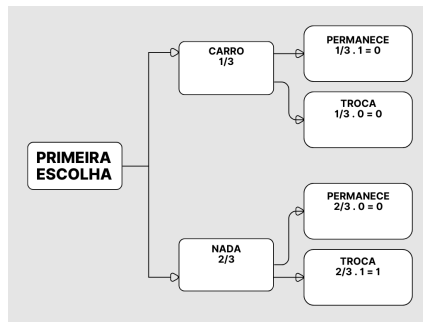 PRIMEIRA
ESCOLHA
CARRO
1/3
PERMANECE
1/3 . 1 = 0
TROCA
1/3 . 0 = 0
NADA
2/3
PERMANECE
2/3 . 0 = 0
TROCA
2/3 . 1 = 1